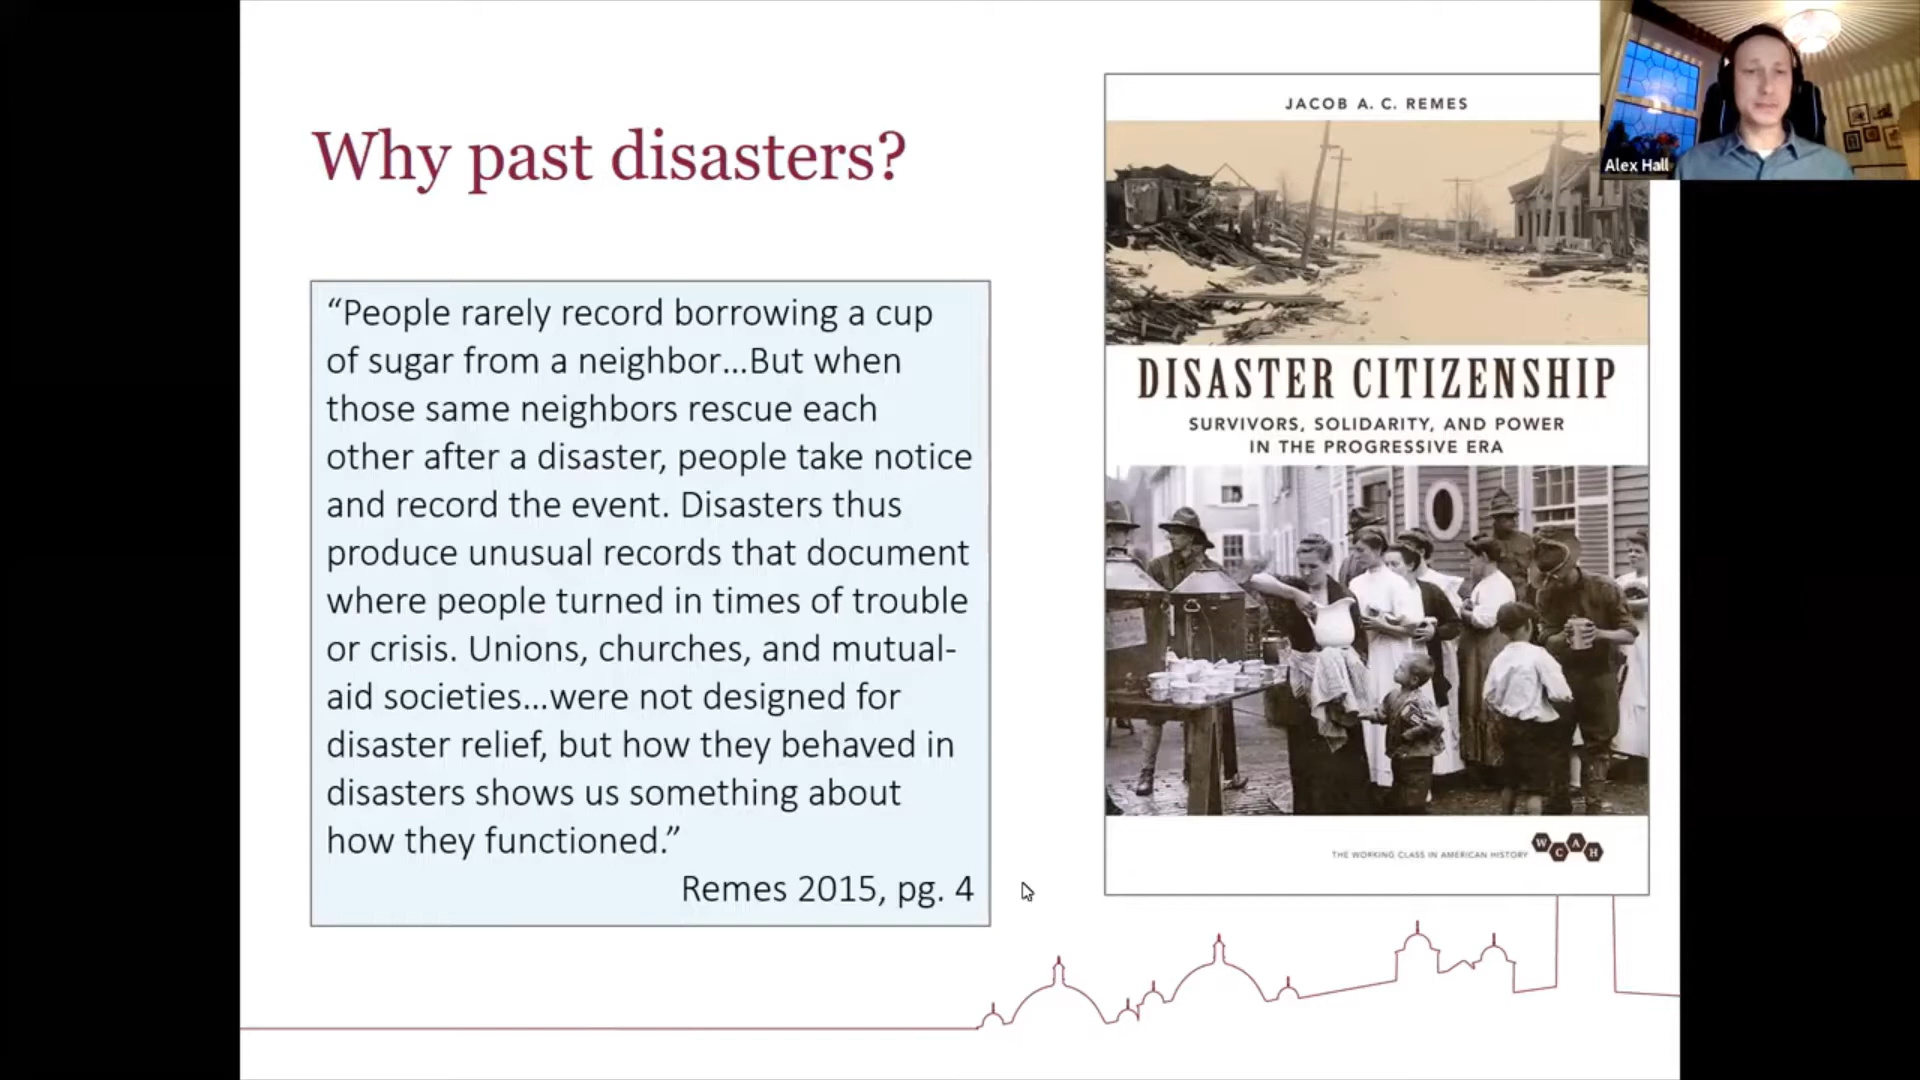 Why past disasters?
“People rarely record borrowing a cup
of sugar from a neighbor...But when
those same neighbors rescue each
other after a disaster, people take notice
and record the event. Disasters thus
produce unusual records that document
where people turned in times of trouble
or crisis. Unions, churches, and mutual-
aid societies...were not designed for
disaster relief, but how they behaved in
disasters shows us something about
how they functioned.”
Remes 2015, pg. 4
JACOB A. C. REMES
DISASTER CITIZENSHIP
SURVIVORS, SOLIDARITY, AND POWER
IN THE PROGRESSIVE ERA
THE WORKING CLASS IN AMERICAN HISTORY
W C A H
Alex Hall